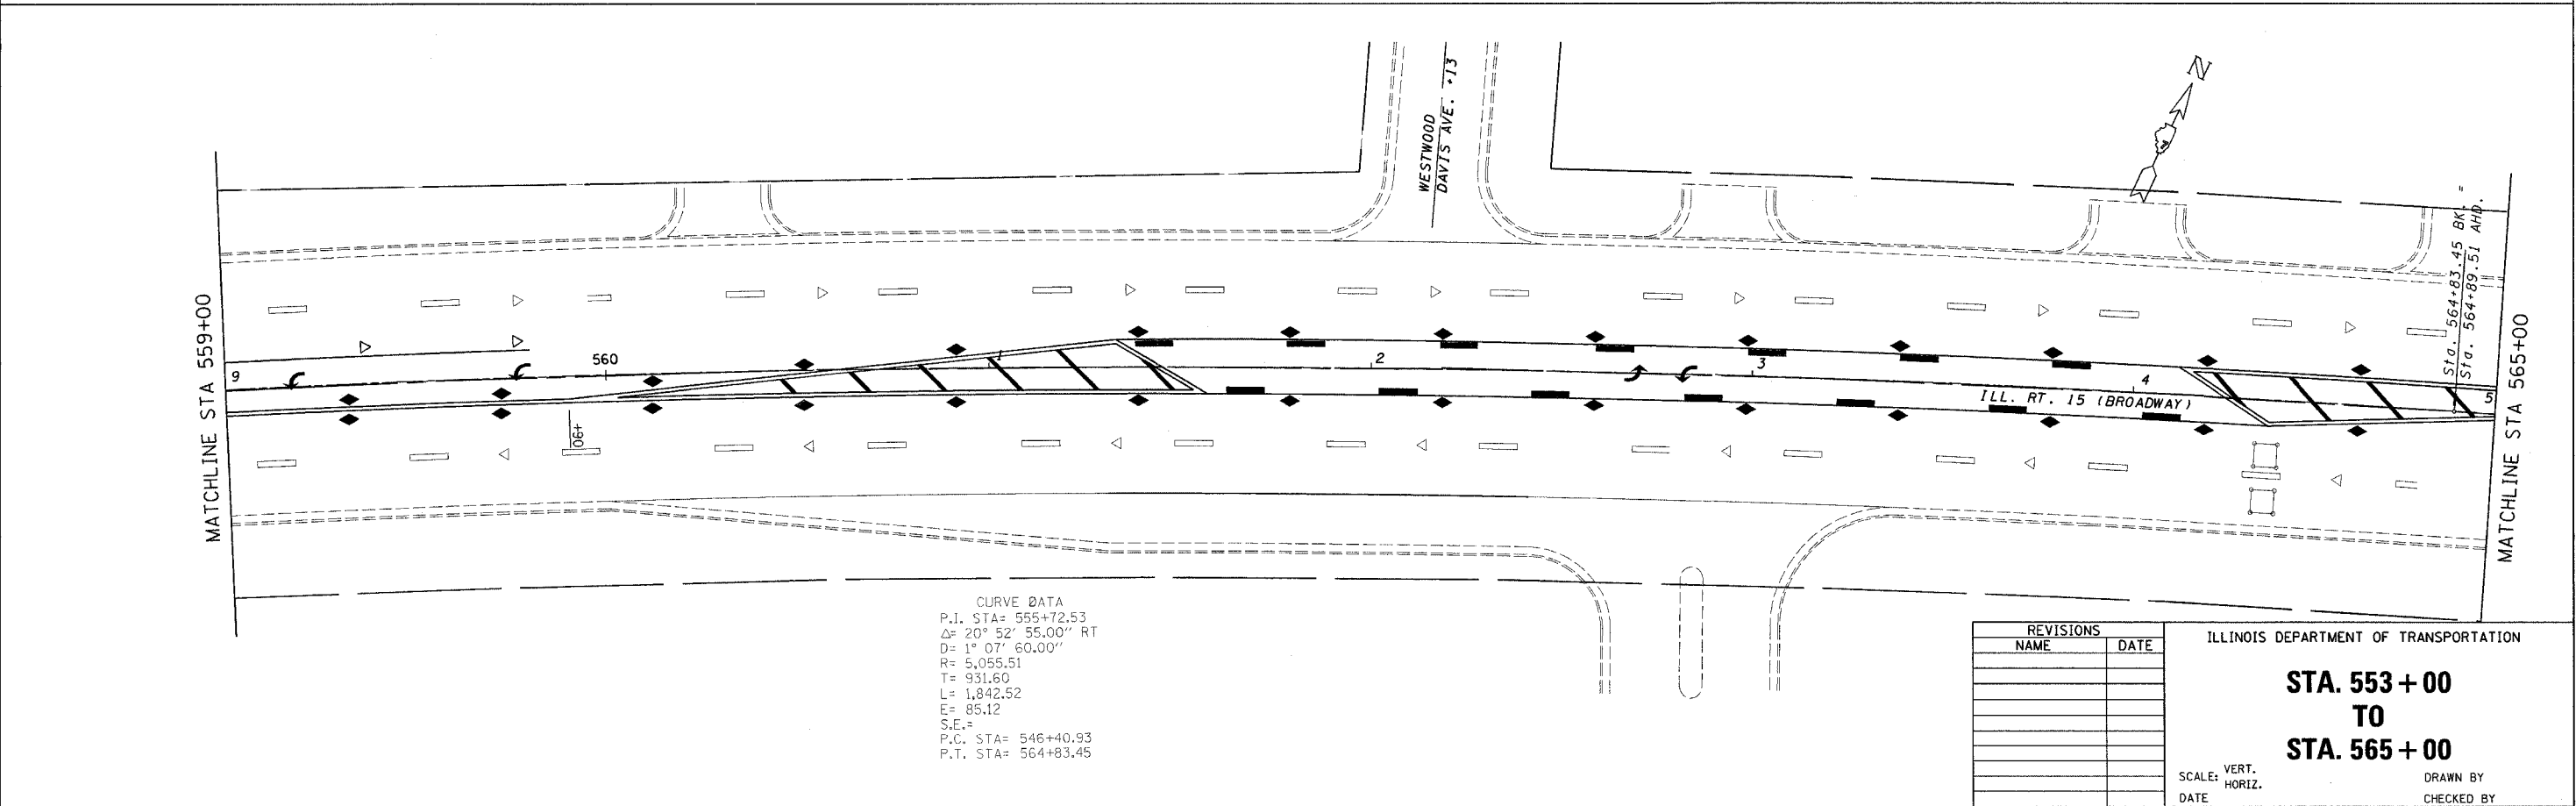 N
WESTWOOD
DAVIS AVE. +13
MATCHLINE STA 559+00
9
560
1
2
3
4
5
+90
ILL. RT. 15 (BROADWAY)
Sta. 564+83.45 BK. =
Sta. 564+89.51 AHD.
MATCHLINE STA 565+00
CURVE DATA
P.I. STA= 555+72.53
Δ= 20° 52' 55.00" RT
D= 1° 07' 60.00"
R= 5,055.51
T= 931.60
L= 1,842.52
E= 85.12
S.E.=
P.C. STA= 546+40.93
P.T. STA= 564+83.45
REVISIONS
NAME DATE
ILLINOIS DEPARTMENT OF TRANSPORTATION
STA. 553+00
TO
STA. 565+00
SCALE: VERT.
HORIZ.
DRAWN BY
DATE
CHECKED BY